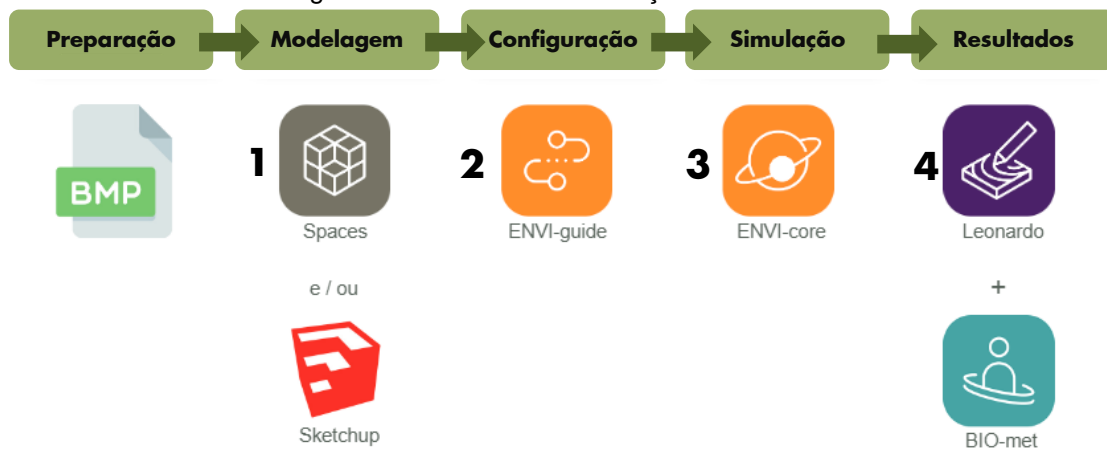 Preparação Modelagem Configuração Simulação Resultados
BMP
1 2 3 4
Spaces ENVI-guide ENVI-core Leonardo
e / ou +
Sketchup BIO-met